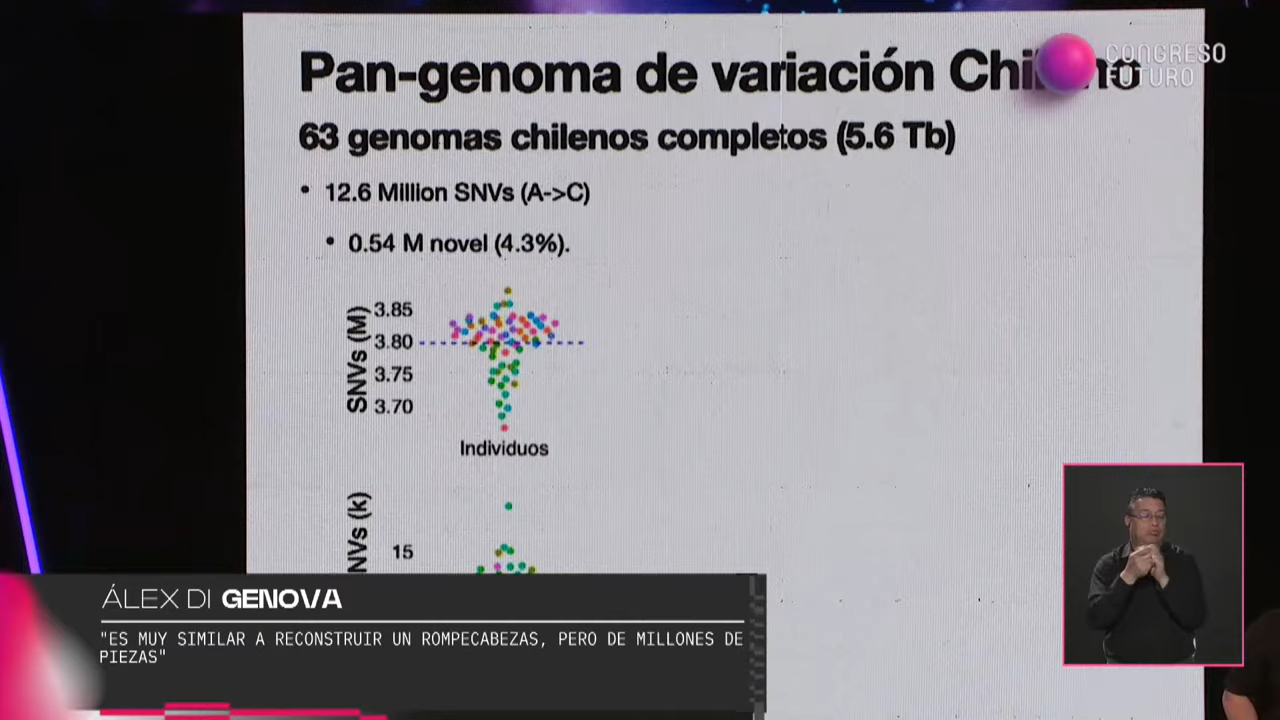 Pan-genoma de variación
CONGRESO
FUTURO
63 genomas chilenos completos (5.6 Tb)
• 12.6 Million SNVs (A->C)
• 0.54 M novel (4.3%).
SNVs (M)
3.85
3.80
3.75
3.70
Individuos
NVs (k)
15
ÁLEX DI GENOVA
"ES MUY SIMILAR A RECONSTRUIR UN ROMPECABEZAS, PERO DE MILLONES DE
PIEZAS"